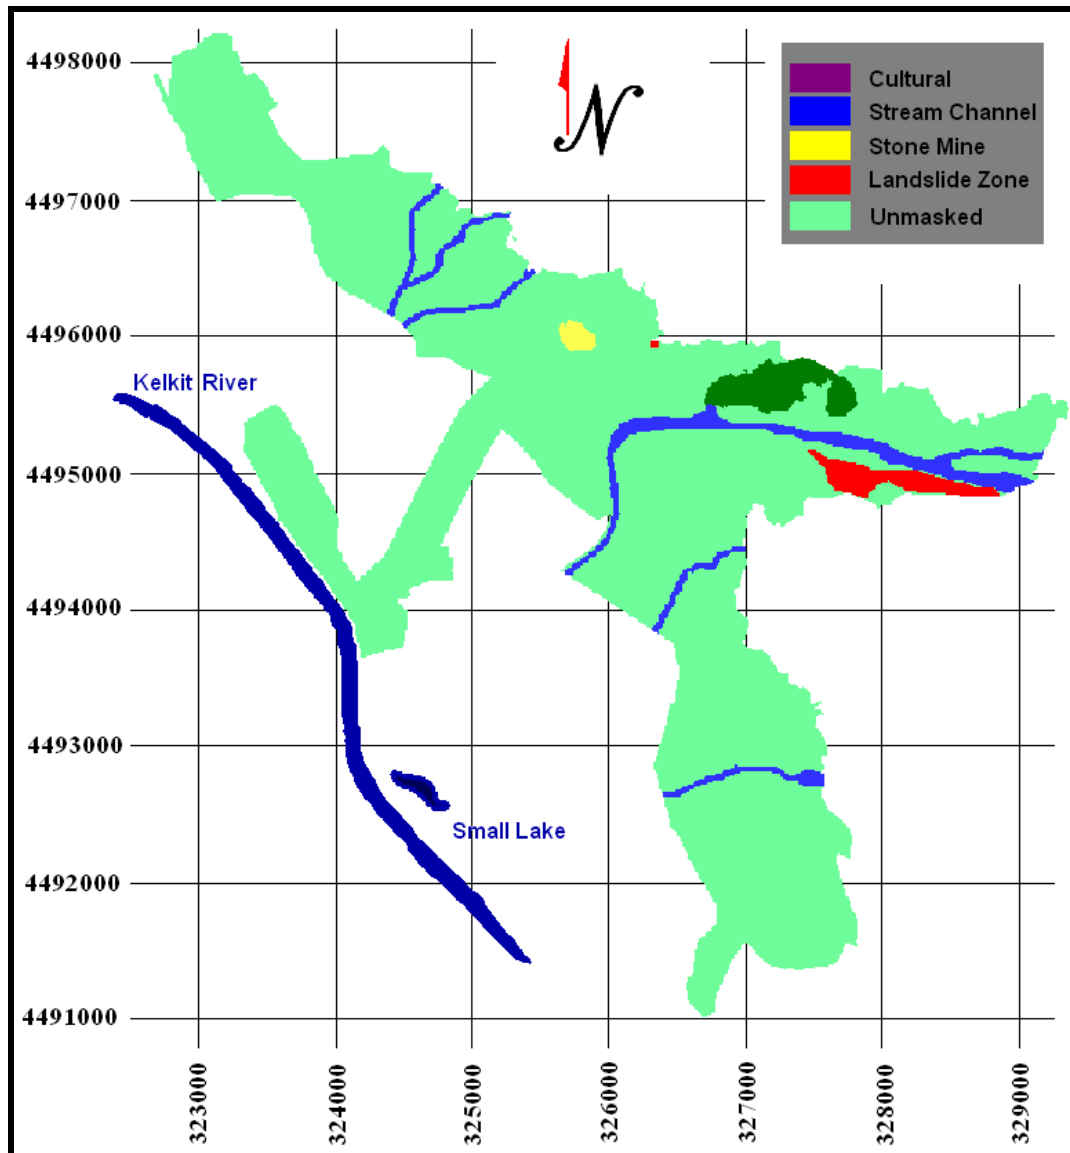 4498000
N
Cultural
Stream Channel
Stone Mine
Landslide Zone
Unmasked
4497000
4496000
Kelkit River
4495000
4494000
4493000
Small Lake
4492000
4491000
323000
324000
325000
326000
327000
328000
329000